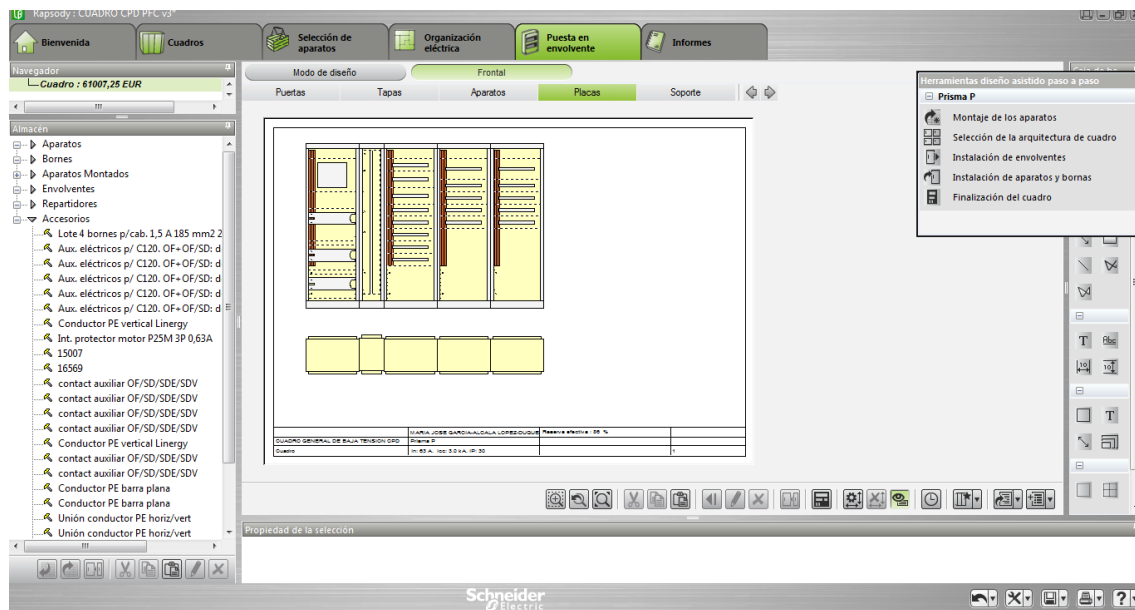 Rapsody : CUADRO CPD PFC v3*
Bienvenida
Cuadros
Selección de aparatos
Organización eléctrica
Puesta en envolvente
Informes
Navegador
Cuadro : 61007,25 EUR
Modo de diseño
Frontal
Puertas
Tapas
Aparatos
Placas
Soporte
Herramientas diseño asistido paso a paso
Prisma P
Montaje de los aparatos
Selección de la arquitectura de cuadro
Instalación de envolventes
Instalación de aparatos y bornas
Finalización del cuadro
Almacén
Aparatos
Bornes
Aparatos Montados
Envolventes
Repartidores
Accesorios
Lote 4 bornes p/cab. 1,5 A 185 mm2 2
Aux. eléctricos p/ C120. OF+OF/SD: d
Aux. eléctricos p/ C120. OF+OF/SD: d
Aux. eléctricos p/ C120. OF+OF/SD: d
Aux. eléctricos p/ C120. OF+OF/SD: d
Aux. eléctricos p/ C120. OF+OF/SD: d
Conductor PE vertical Linergy
Int. protector motor P25M 3P 0,63A
15007
16569
contact auxiliar OF/SD/SDE/SDV
contact auxiliar OF/SD/SDE/SDV
contact auxiliar OF/SD/SDE/SDV
contact auxiliar OF/SD/SDE/SDV
Conductor PE vertical Linergy
contact auxiliar OF/SD/SDE/SDV
contact auxiliar OF/SD/SDE/SDV
Conductor PE barra plana
Conductor PE barra plana
Unión conductor PE horiz/vert
Unión conductor PE horiz/vert
MARIA JOSE GARCIA-ALCALA LOPEZ-DUQUE
Reserva efectiva : 36 %
CUADRO GENERAL DE BAJA TENSION CPD
Prisma P
Cuadro
In: 63 A, Icc: 3.0 kA, IP: 30
1
T
Abc
10
10
T
Propiedad de la selección
Schneider
Electric
?